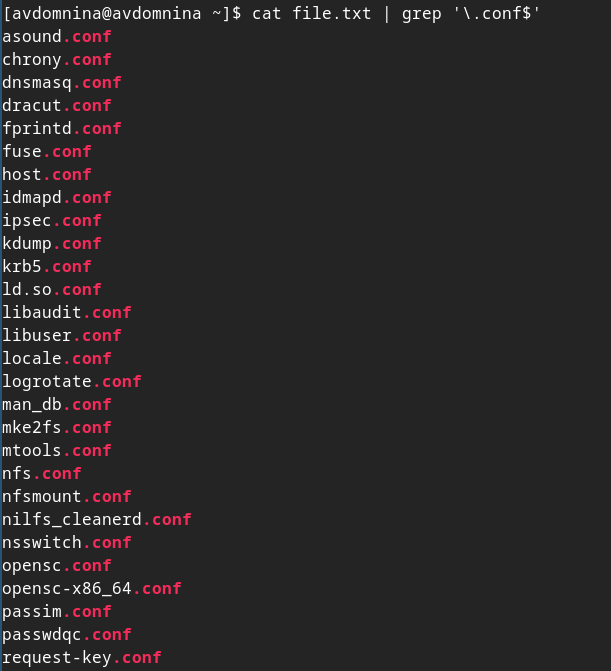 [avdomnina@avdomnina ~]$ cat file.txt | grep '\.conf$'
asound.conf
chrony.conf
dnsmasq.conf
dracut.conf
fprintd.conf
fuse.conf
host.conf
idmapd.conf
ipsec.conf
kdump.conf
krb5.conf
ld.so.conf
libaudit.conf
libuser.conf
locale.conf
logrotate.conf
man_db.conf
mke2fs.conf
mtools.conf
nfs.conf
nfsmount.conf
nilfs_cleanerd.conf
nsswitch.conf
opensc.conf
opensc-x86_64.conf
passim.conf
passwdqc.conf
request-key.conf